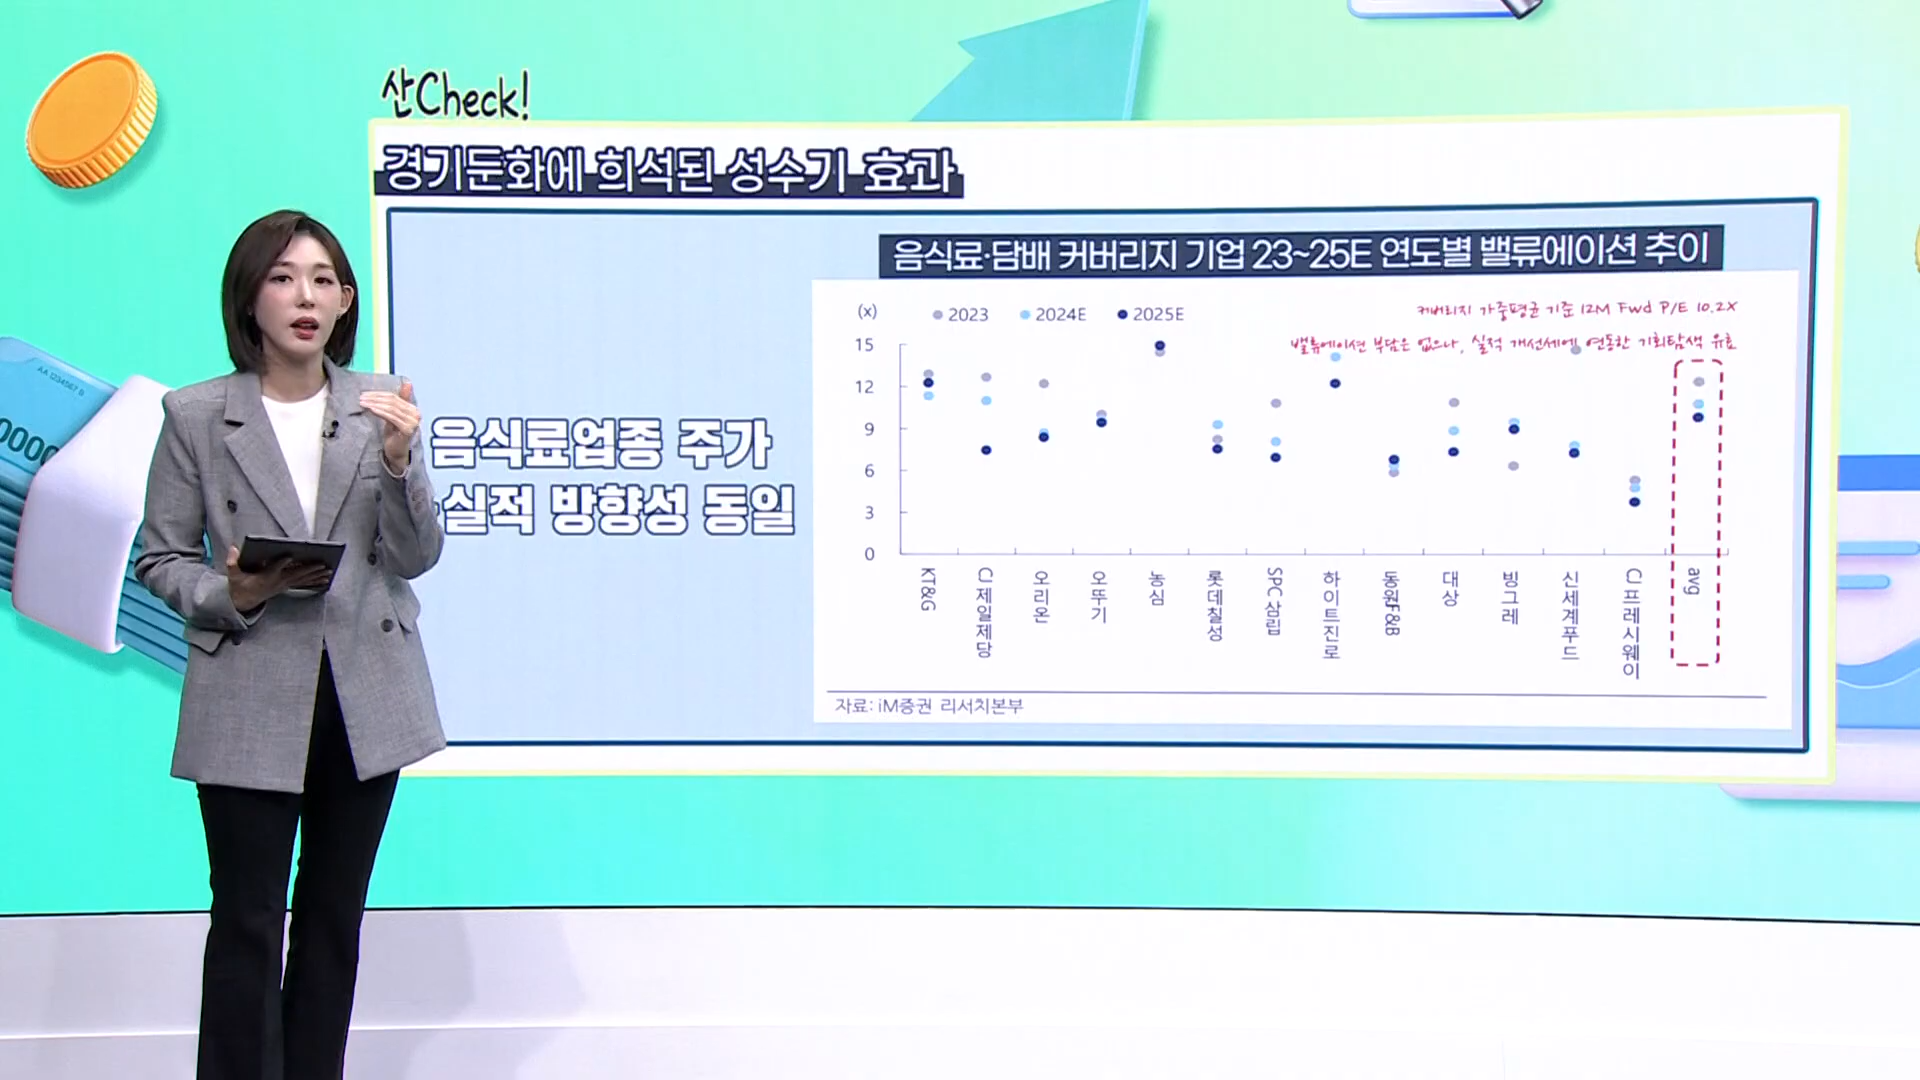 산Check!
경기둔화에 희석된 성수기 효과
음식료업종 주가
실적 방향성 동일
음식료·담배 커버리지 기업 23~25E 연도별 밸류에이션 추이
(x)
2023 2024E 2025E
커버리지 가중평균 기준 12M Fwd P/E 10.2X
밸류에이션 부담은 없으나, 실적 개선세에 연동한 기회탐색 유효
15
12
9
6
3
0
KT&G
CJ제일제당
오리온
오뚜기
농심
롯데칠성
SPC삼립
하이트진로
동원F&B
대상
빙그레
신세계푸드
CJ프레시웨이
avg
자료: iM증권 리서치본부
AA 1234567 B
0000